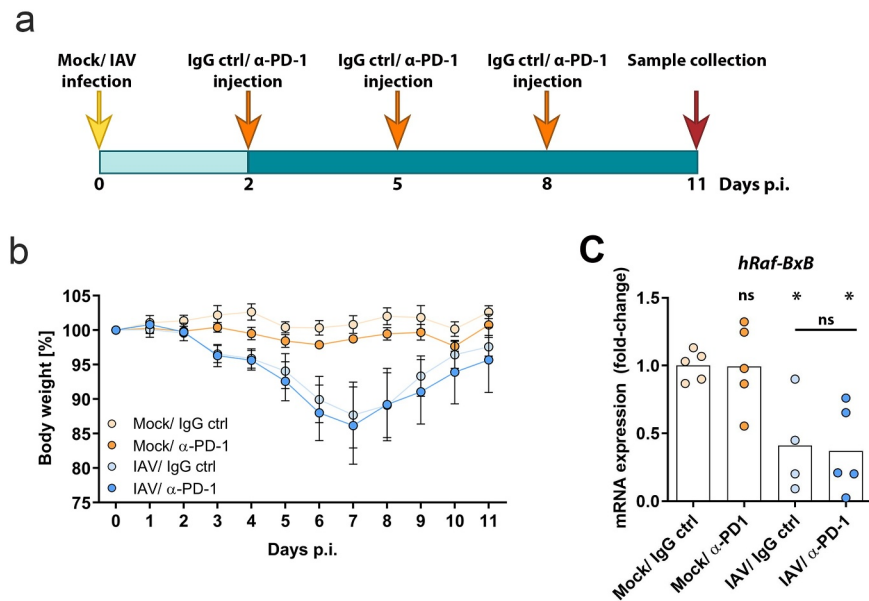 a
Mock/ IAV
infection
IgG ctrl/ α-PD-1
injection
IgG ctrl/ α-PD-1
injection
IgG ctrl/ α-PD-1
injection
Sample collection
0 2 5 8 11 Days p.i.
b
Body weight [%]
105
100
95
90
85
80
75
Mock/ IgG ctrl
Mock/ α-PD-1
IAV/ IgG ctrl
IAV/ α-PD-1
0 1 2 3 4 5 6 7 8 9 10 11
Days p.i.
C
hRaf-BxB
mRNA expression (fold-change)
1.5
1.0
0.5
0.0
ns * *
ns
Mock/ IgG ctrl
Mock/ α-PD1
IAV/ IgG ctrl
IAV/ α-PD-1